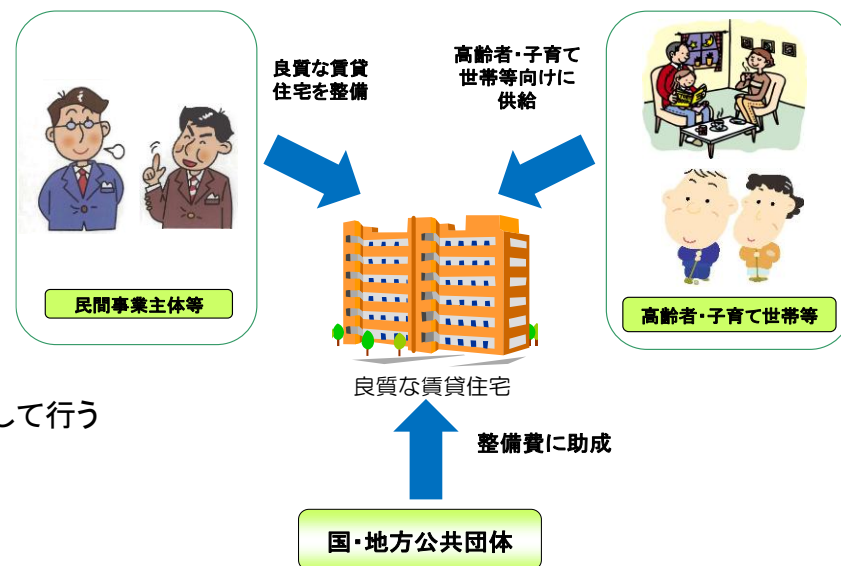 良質な賃貸
住宅を整備
高齢者・子育て
世帯等向けに
供給
民間事業主体等
高齢者・子育て世帯等
良質な賃貸住宅
して行う
整備費に助成
国・地方公共団体